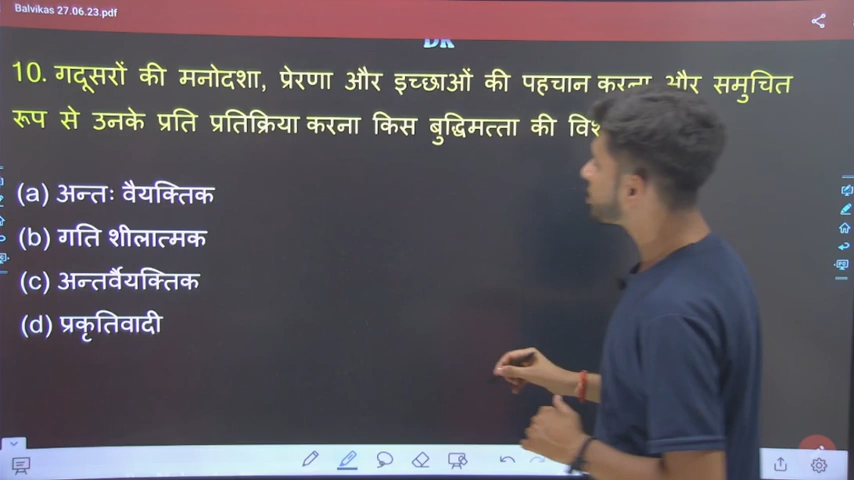 Balvikas 27.06.23.pdf
DR
10. गदूसरों की मनोदशा, प्रेरणा और इच्छाओं की पहचान करना और समुचित
रूप से उनके प्रति प्रतिक्रिया करना किस बुद्धिमत्ता की
(a) अन्तः वैयक्तिक
(b) गति शीलात्मक
(c) अन्तर्वैयक्तिक
(d) प्रकृतिवादी